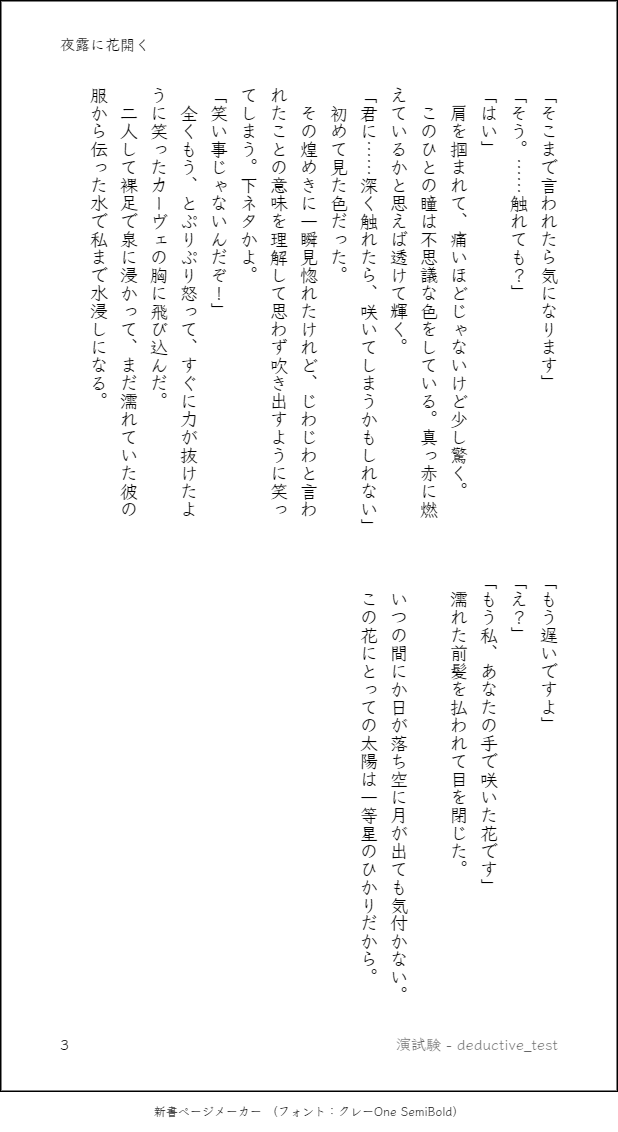 夜露に花開く
「そこまで言われたら気になります」
「そう。……触れても？」
「はい」
肩を掴まれて、痛いほどじゃないけど少し驚く。
このひとの瞳は不思議な色をしている。真っ赤に燃
えているかと思えば透けて輝く。
「君に……深く触れたら、咲いてしまうかもしれない」
初めて見た色だった。
その煌めきに一瞬見惚れたけれど、じわじわと言わ
れたことの意味を理解して思わず吹き出すように笑っ
てしまう。下ネタかよ。
「笑い事じゃないんだぞ！」
全くもう、とぷりぷり怒って、すぐに力が抜けたよ
うに笑ったカーヴェの胸に飛び込んだ。
二人して裸足で泉に浸かって、まだ濡れていた彼の
服から伝った水で私まで水浸しになる。
「もう遅いですよ」
「え？」
「もう私、あなたの手で咲いた花です」
濡れた前髪を払われて目を閉じた。
いつの間にか日が落ち空に月が出ても気付かない。
この花にとっての太陽は一等星のひかりだから。
3
演試験 - deductive_test
新書ページメーカー （フォント：クレーOne SemiBold）